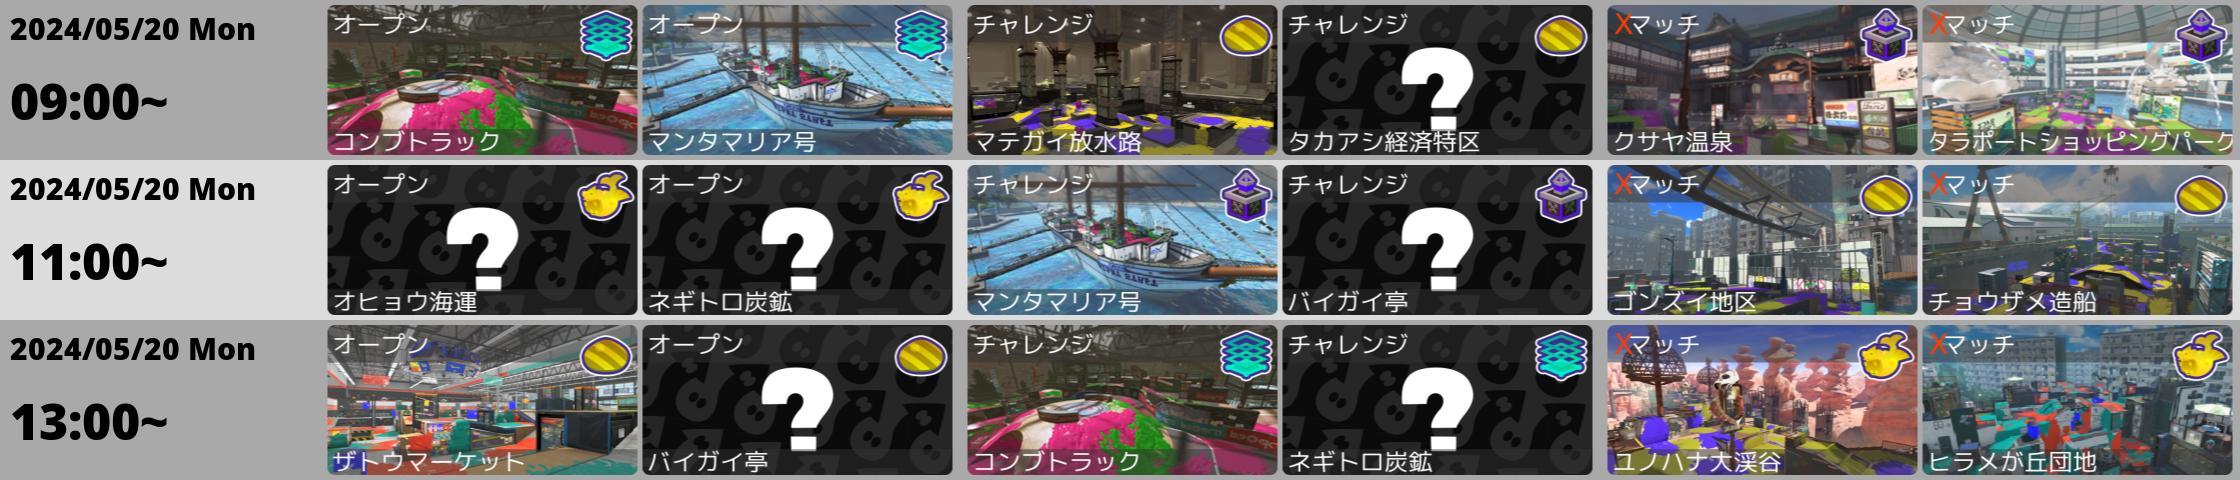 2024/05/20 Mon
09:00~
オープン
コンブトラック
オープン
マンタマリア号
チャレンジ
マテガイ放水路
チャレンジ
?
タカアシ経済特区
Xマッチ
クサヤ温泉
Xマッチ
タラポートショッピングパーク
2024/05/20 Mon
11:00~
オープン
?
オヒョウ海運
オープン
?
ネギトロ炭鉱
チャレンジ
マンタマリア号
チャレンジ
?
バイガイ亭
Xマッチ
ゴンズイ地区
Xマッチ
チョウザメ造船
2024/05/20 Mon
13:00~
オープン
ザトウマーケット
オープン
?
バイガイ亭
チャレンジ
コンブトラック
チャレンジ
?
ネギトロ炭鉱
Xマッチ
ユノハナ大渓谷
Xマッチ
ヒラメが丘団地